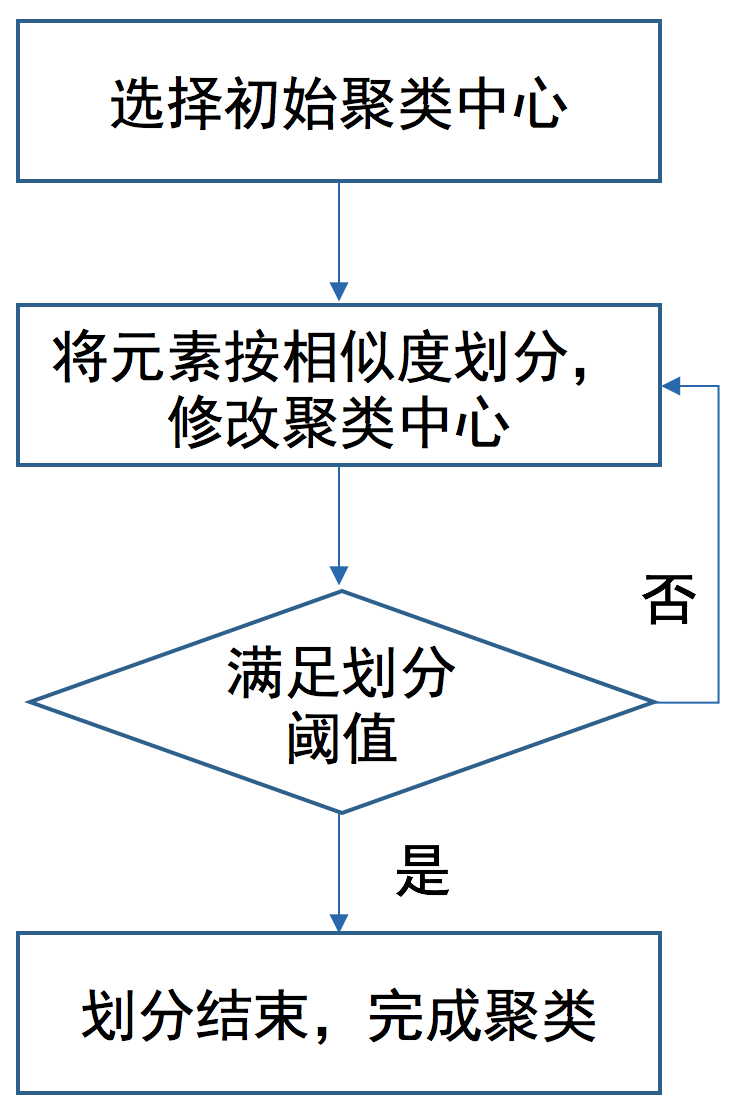 选择初始聚类中心
将元素按相似度划分，
修改聚类中心
否
满足划分
阈值
是
划分结束，完成聚类